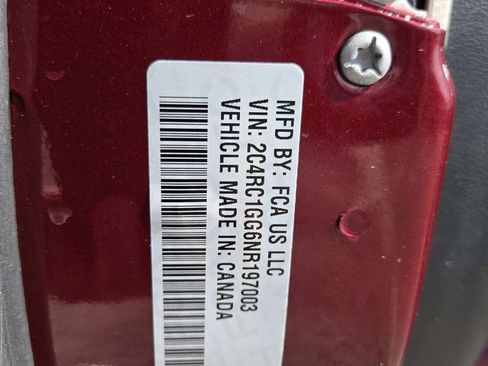 MFD BY: FCA US LLC
VIN: 2C4RC1GG6NR197003
VEHICLE MADE IN: CANADA